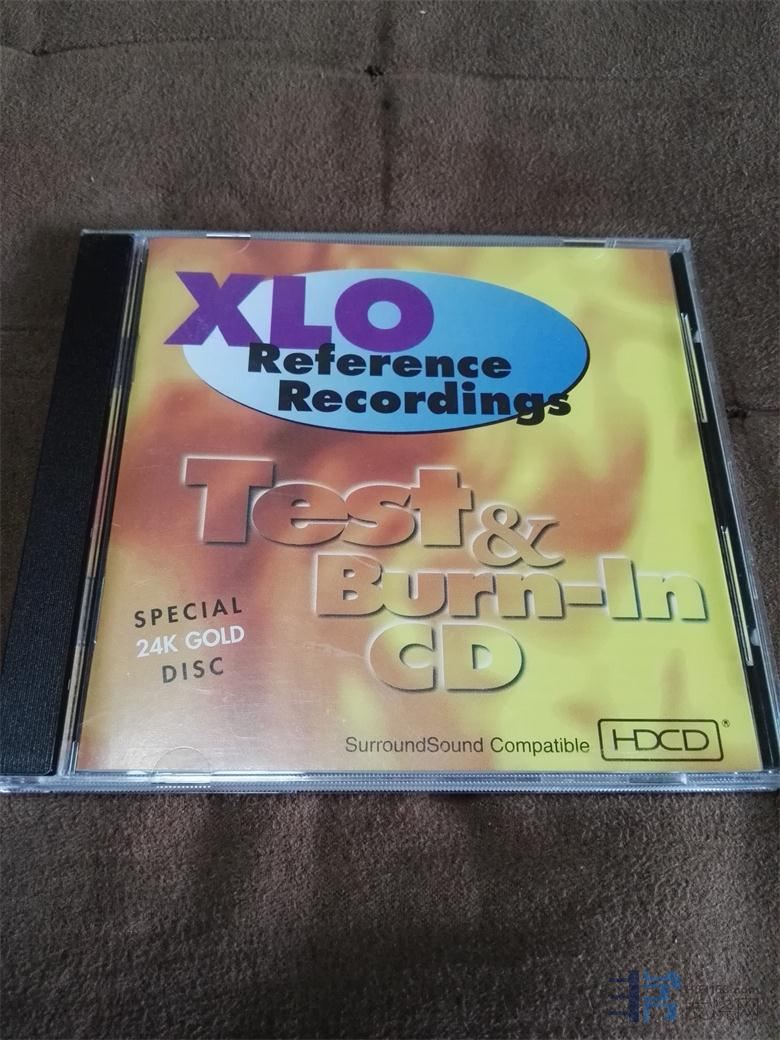 XLO
Reference
Recordings
Test &
Burn-In
CD
SPECIAL
24K GOLD
DISC
SurroundSound Compatible HDCD®